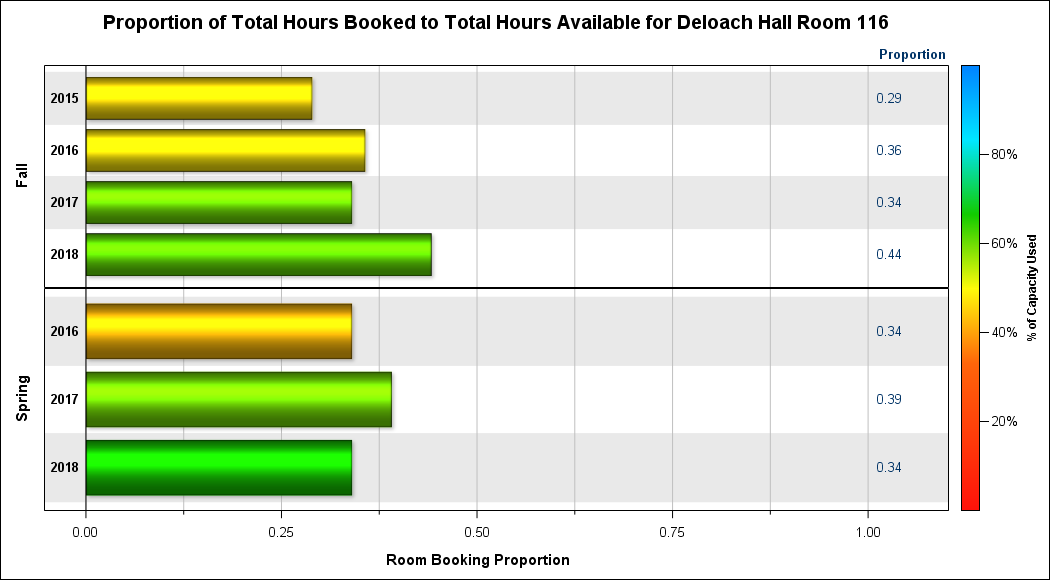 Proportion of Total Hours Booked to Total Hours Available for Deloach Hall Room 116
Proportion
Fall
2015 0.29
2016 0.36
2017 0.34
2018 0.44
Spring
2016 0.34
2017 0.39
2018 0.34
0.00 0.25 0.50 0.75 1.00
Room Booking Proportion
80%
60%
40%
20%
% of Capacity Used